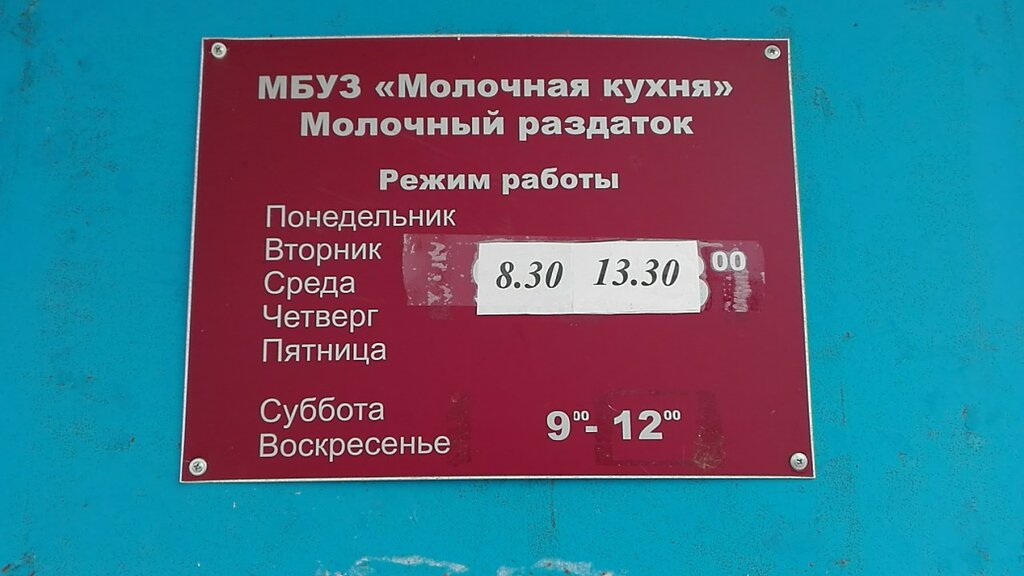 МБУЗ «Молочная кухня»
Молочный раздаток
Режим работы
Понедельник
Вторник
8.30 13.30 00
Среда
Четверг
Пятница
Суббота
9⁰⁰- 12⁰⁰
Воскресенье